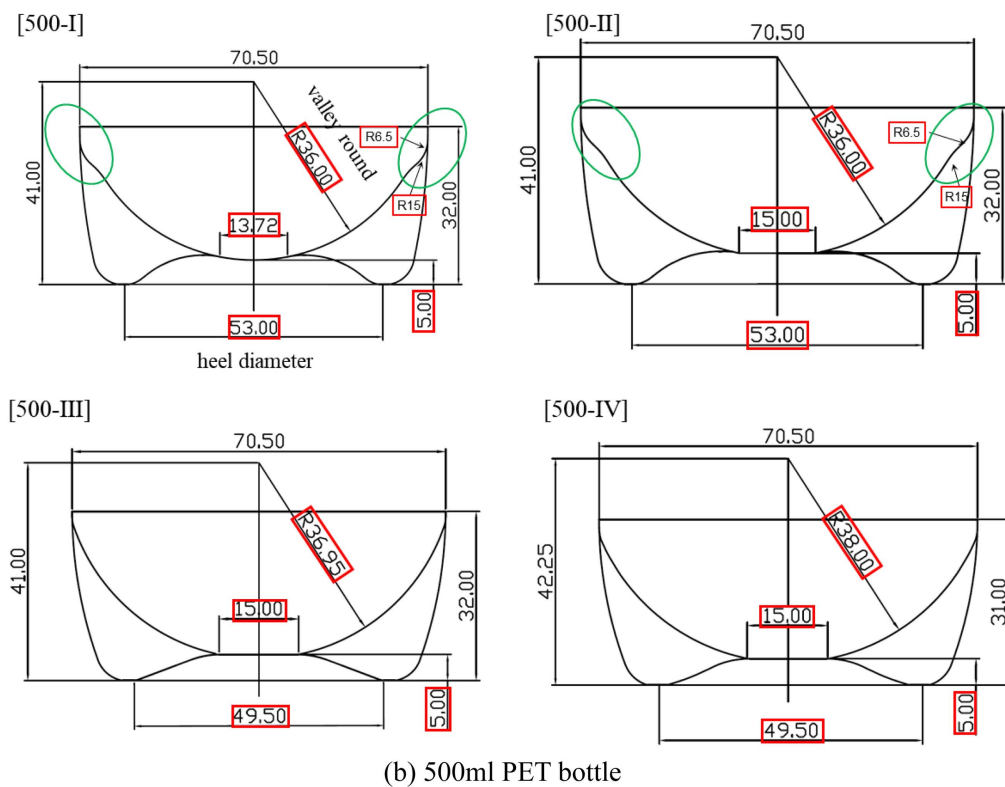 [500-I]
70.50
valley round
R36.00
R6.5
R15
41.00
32.00
13.72
5.00
53.00
heel diameter
[500-II]
70.50
R36.00
R6.5
R15
41.00
32.00
15.00
5.00
53.00
[500-III]
70.50
R36.95
41.00
32.00
15.00
5.00
49.50
[500-IV]
70.50
R38.00
42.25
31.00
15.00
5.00
49.50
(b) 500ml PET bottle